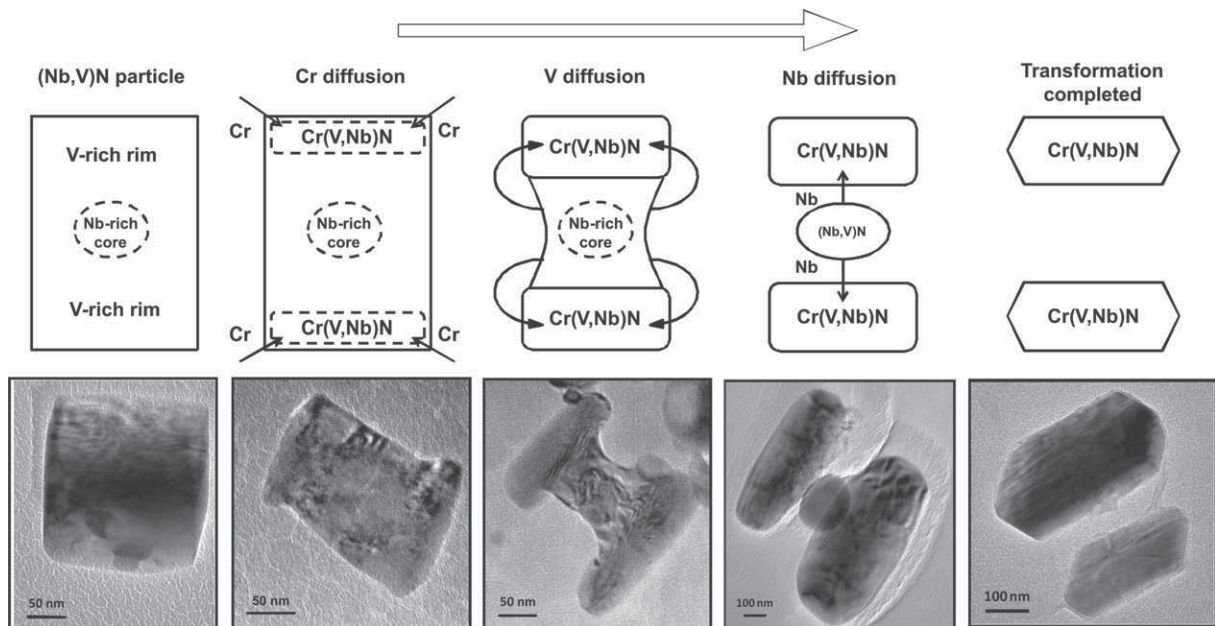 (Nb,V)N particle
Cr diffusion
V diffusion
Nb diffusion
Transformation
completed
V-rich rim
Nb-rich
core
V-rich rim
Cr
Cr
Cr(V,Nb)N
Nb-rich
core
Cr(V,Nb)N
Cr
Cr
Cr(V,Nb)N
Nb-rich
core
Cr(V,Nb)N
Cr(V,Nb)N
Nb
(Nb,V)N
Nb
Cr(V,Nb)N
Cr(V,Nb)N
Cr(V,Nb)N
50 nm
50 nm
50 nm
100 nm
100 nm